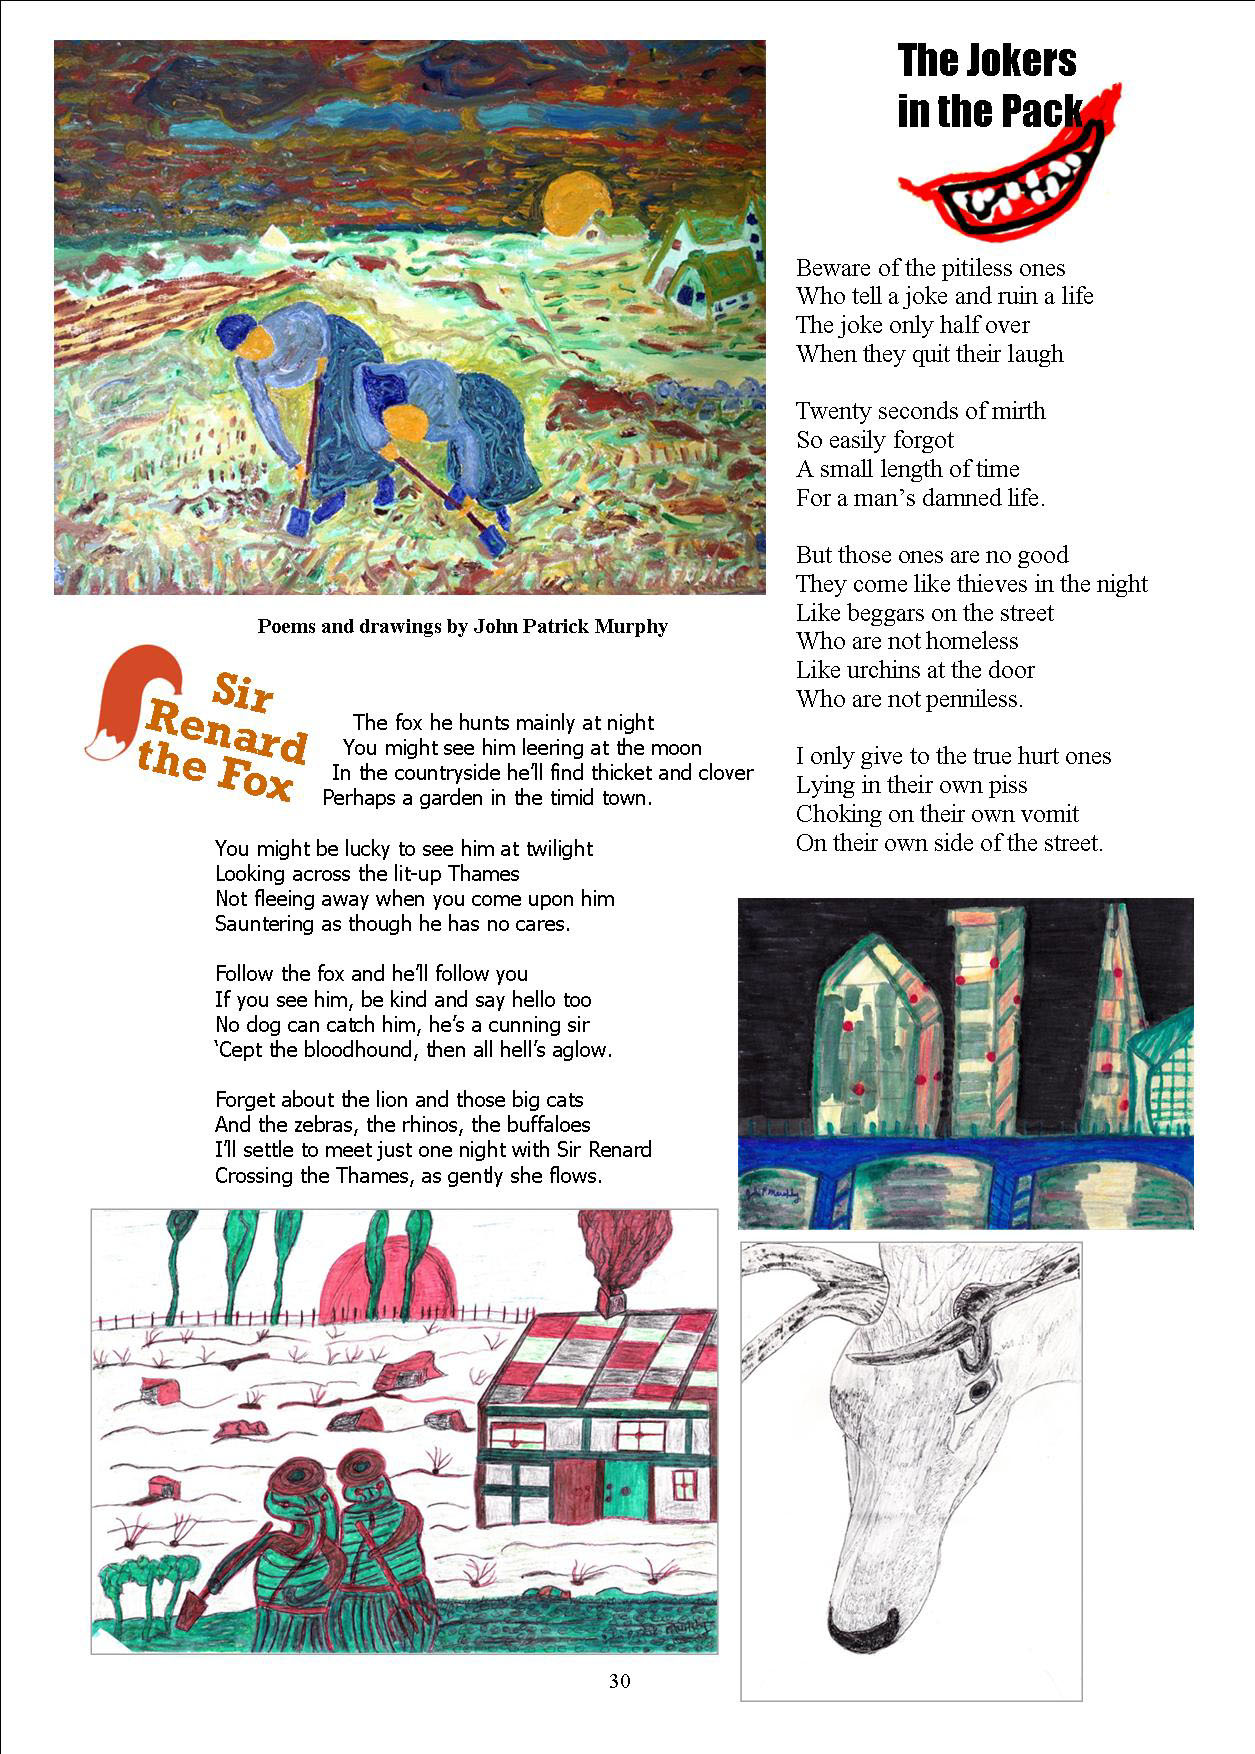 The Jokers
in the Pack
Beware of the pitiless ones
Who tell a joke and ruin a life
The joke only half over
When they quit their laugh
Twenty seconds of mirth
So easily forgot
A small length of time
For a man’s damned life.
But those ones are no good
They come like thieves in the night
Like beggars on the street
Who are not homeless
Like urchins at the door
Who are not penniless.
I only give to the true hurt ones
Lying in their own piss
Choking on their own vomit
On their own side of the street.
Poems and drawings by John Patrick Murphy
Sir
Renard
the Fox
The fox he hunts mainly at night
You might see him leering at the moon
In the countryside he’ll find thicket and clover
Perhaps a garden in the timid town.
You might be lucky to see him at twilight
Looking across the lit-up Thames
Not fleeing away when you come upon him
Sauntering as though he has no cares.
Follow the fox and he’ll follow you
If you see him, be kind and say hello too
No dog can catch him, he’s a cunning sir
‘Cept the bloodhound, then all hell’s aglow.
Forget about the lion and those big cats
And the zebras, the rhinos, the buffaloes
I’ll settle to meet just one night with Sir Renard
Crossing the Thames, as gently she flows.
John P Murphy
Murphy
30